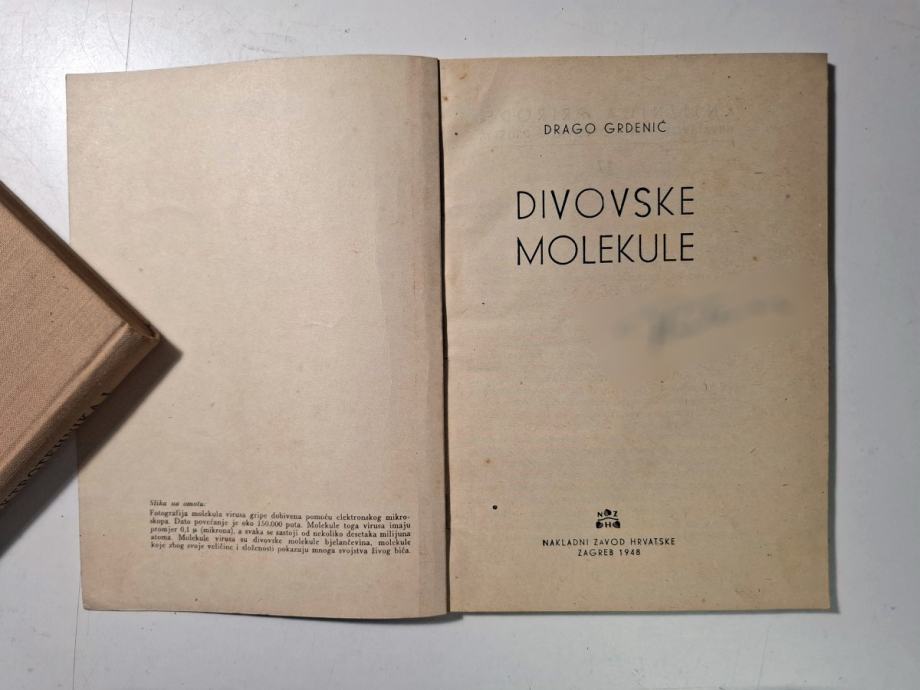 Slika na omotu:
Fotografija molekula virusa gripe dobivena pomoću elektronskog mikro-
skopa. Dato povećanje je oko 150.000 puta. Molekule toga virusa imaju
promjer 0,1 μ (mikrona), a svaka se sastoji od nekoliko desetaka milijuna
atoma. Molekule virusa su divovske molekule bjelančevina, molekule
koje zbog svoje veličine i složenosti pokazuju mnoga svojstva živog bića.
DRAGO GRDENIĆ
DIVOVSKE
MOLEKULE
NZ
OH
NAKLADNI ZAVOD HRVATSKE
ZAGREB 1948